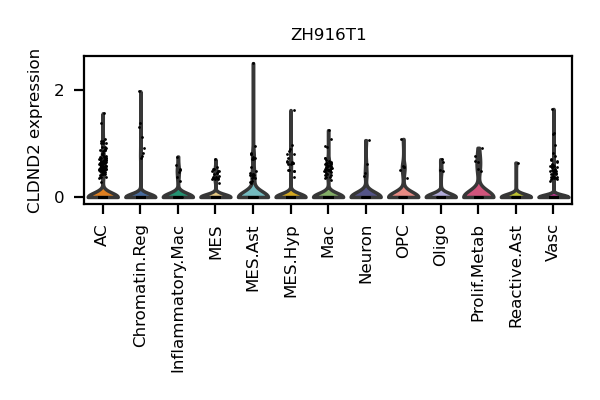 ZH916T1
CLDND2 expression
2
0
AC
Chromatin.Reg
Inflammatory.Mac
MES
MES.Ast
MES.Hyp
Mac
Neuron
OPC
Oligo
Prolif.Metab
Reactive.Ast
Vasc